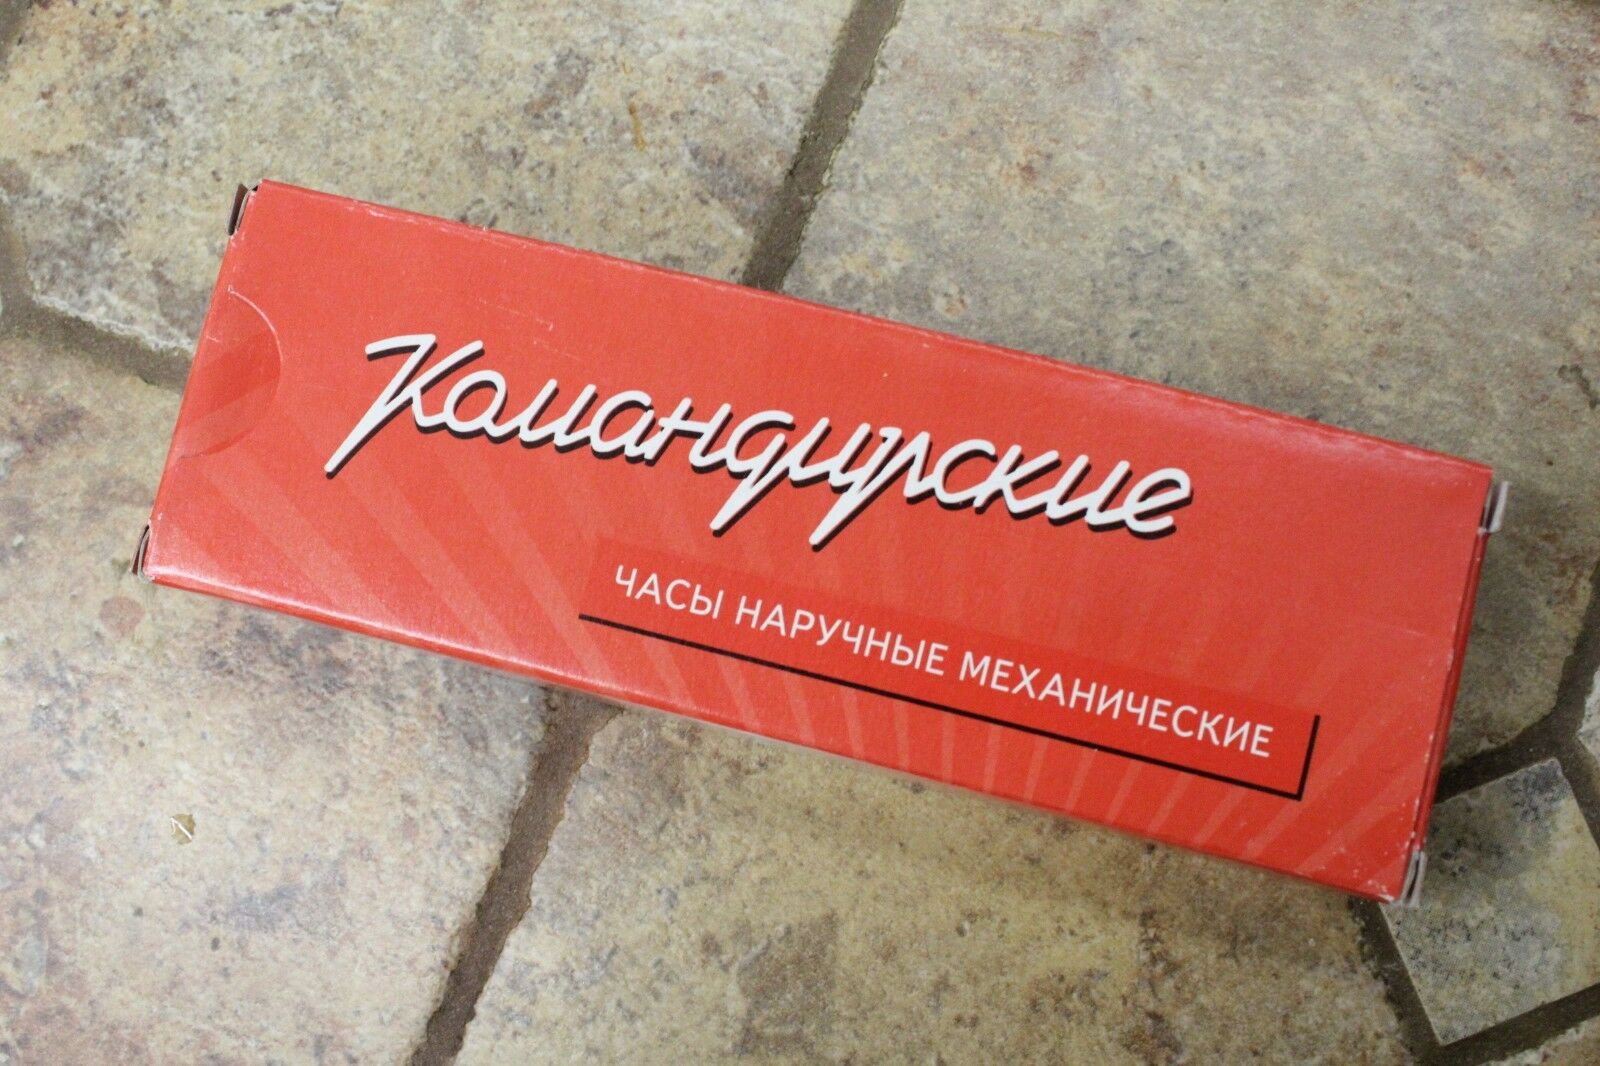 Командирские
ЧАСЫ НАРУЧНЫЕ МЕХАНИЧЕСКИЕ